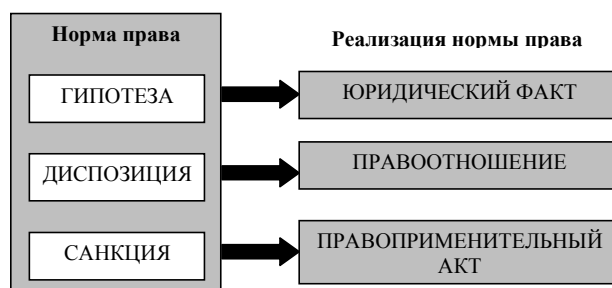 Норма права
Реализация нормы права
ГИПОТЕЗА
ЮРИДИЧЕСКИЙ ФАКТ
ДИСПОЗИЦИЯ
ПРАВООТНОШЕНИЕ
САНКЦИЯ
ПРАВОПРИМЕНИТЕЛЬНЫЙ
АКТ